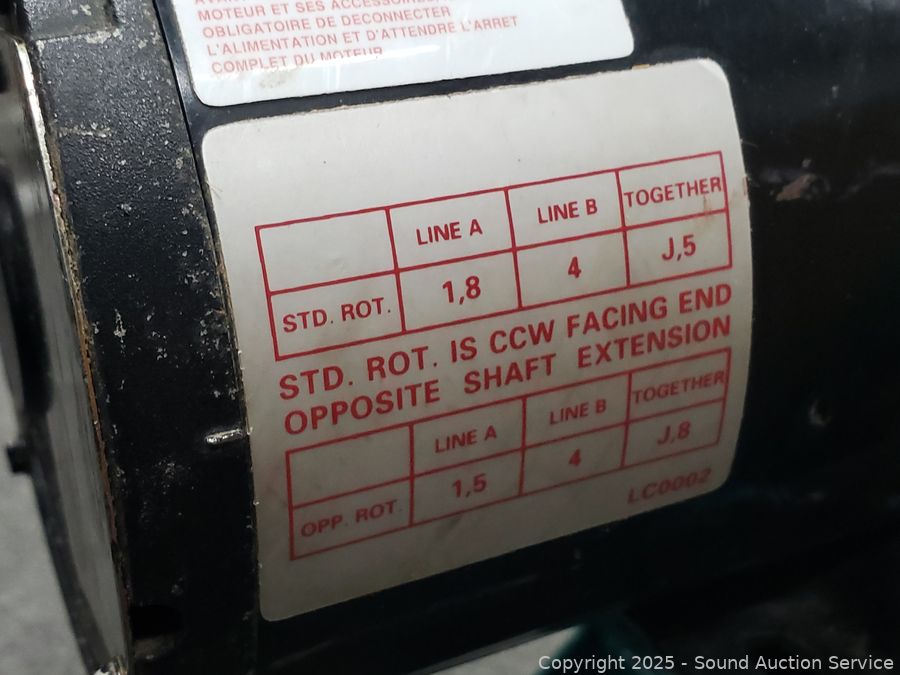 MOTEUR ET SES
OBLIGATOIRE DE DECONNECTER
L'ALIMENTATION ET D'ATTENDRE L'ARRET
COMPLET DU MOTEUR
LINE A LINE B TOGETHER
STD. ROT. 1,8 4 J,5
STD. ROT. IS CCW FACING END
OPPOSITE SHAFT EXTENSION
LINE A LINE B TOGETHER
OPP. ROT. 1,5 4 J,8
LC0002
Copyright © 2025 - Sound Auction Service